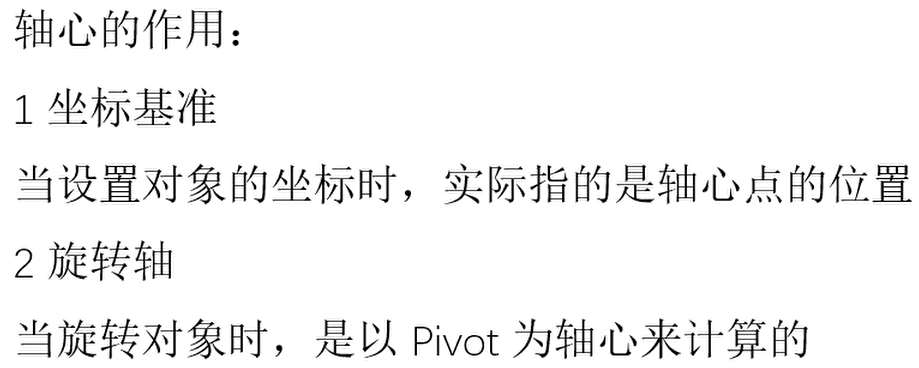 轴心的作用：
1 坐标基准
当设置对象的坐标时，实际指的是轴心点的位置
2 旋转轴
当旋转对象时，是以 Pivot 为轴心来计算的